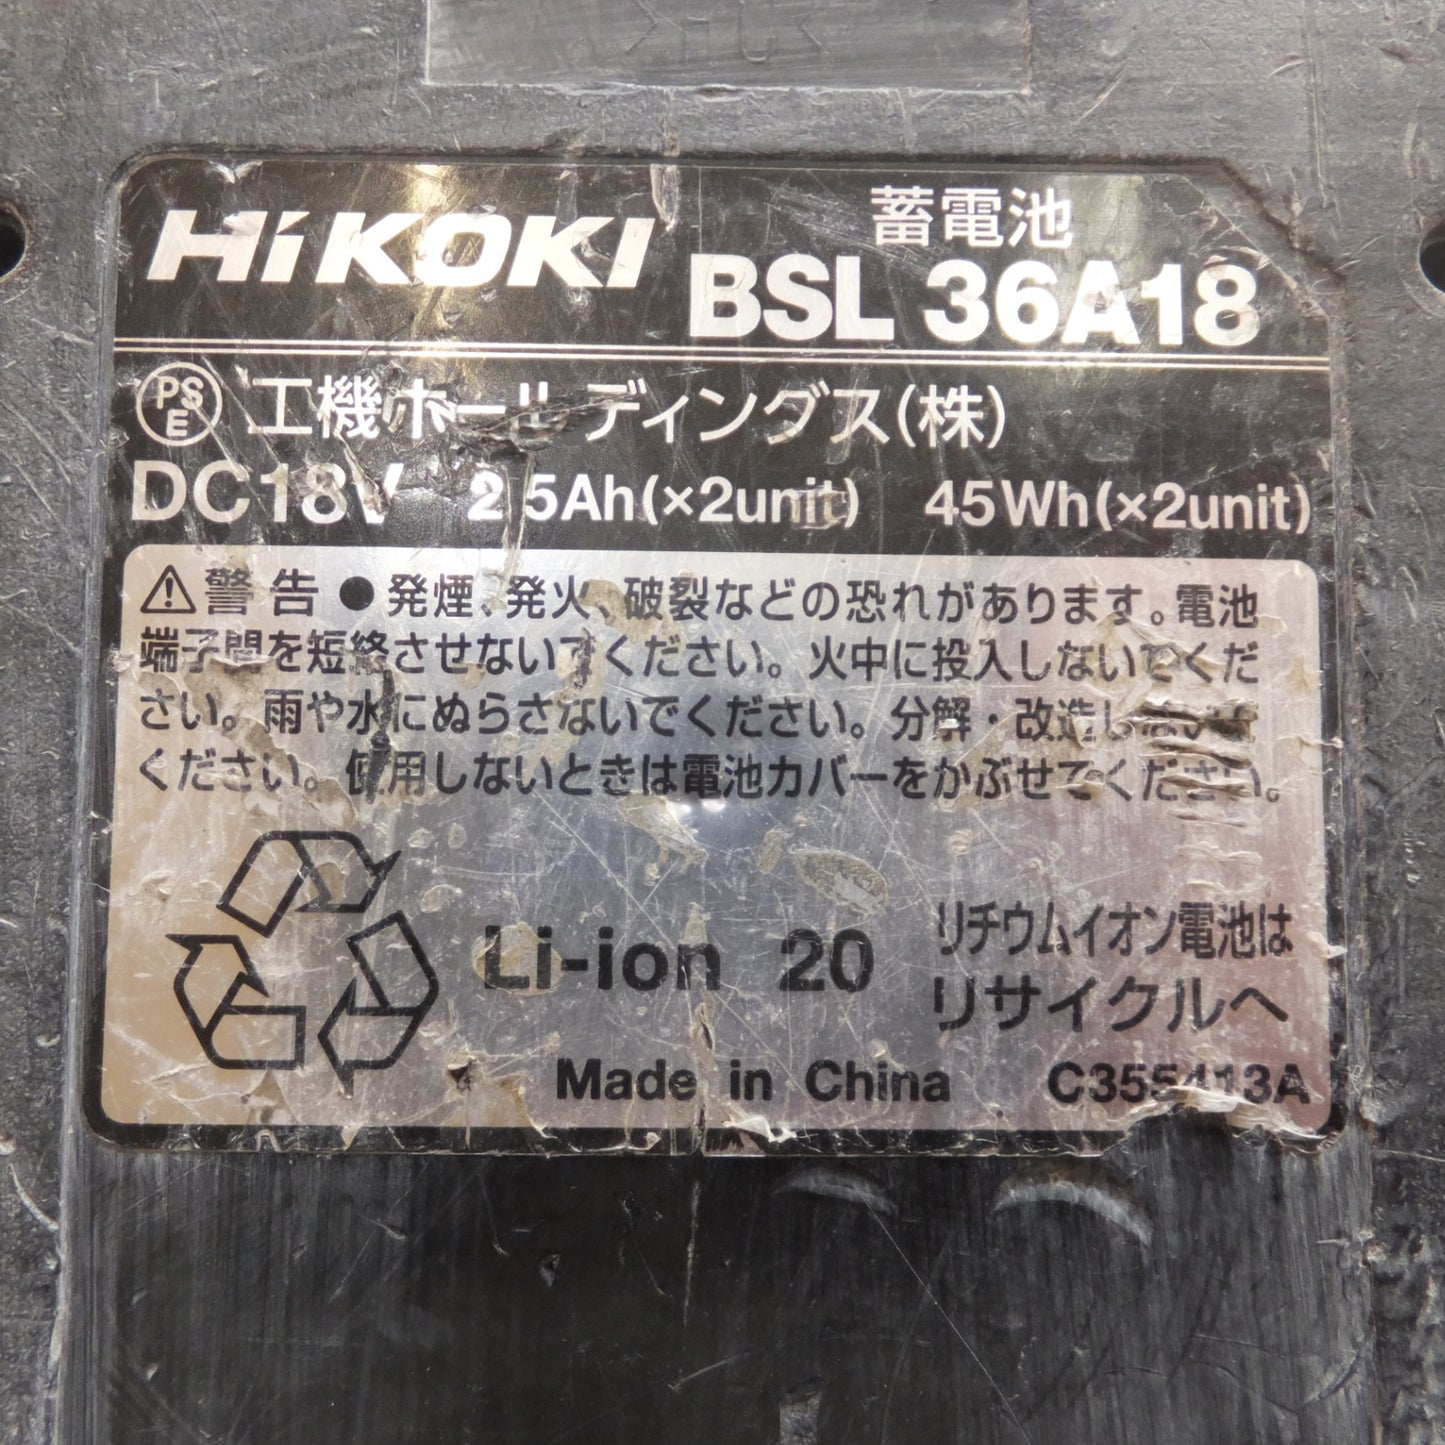 HiKOKI
蓄電池
BSL 36A18
PSE 工機ホールディングス(株)
DC18V 2.5Ah(×2unit) 45Wh(×2unit)
⚠警告 ●発煙、発火、破裂などの恐れがあります。電池
端子間を短絡させないでください。火中に投入しないでくだ
さい。雨や水にぬらさないでください。分解・改造しないで
ください。使用しないときは電池カバーをかぶせてください。
Li-ion 20
リチウムイオン電池は
リサイクルへ
Made in China C355413A